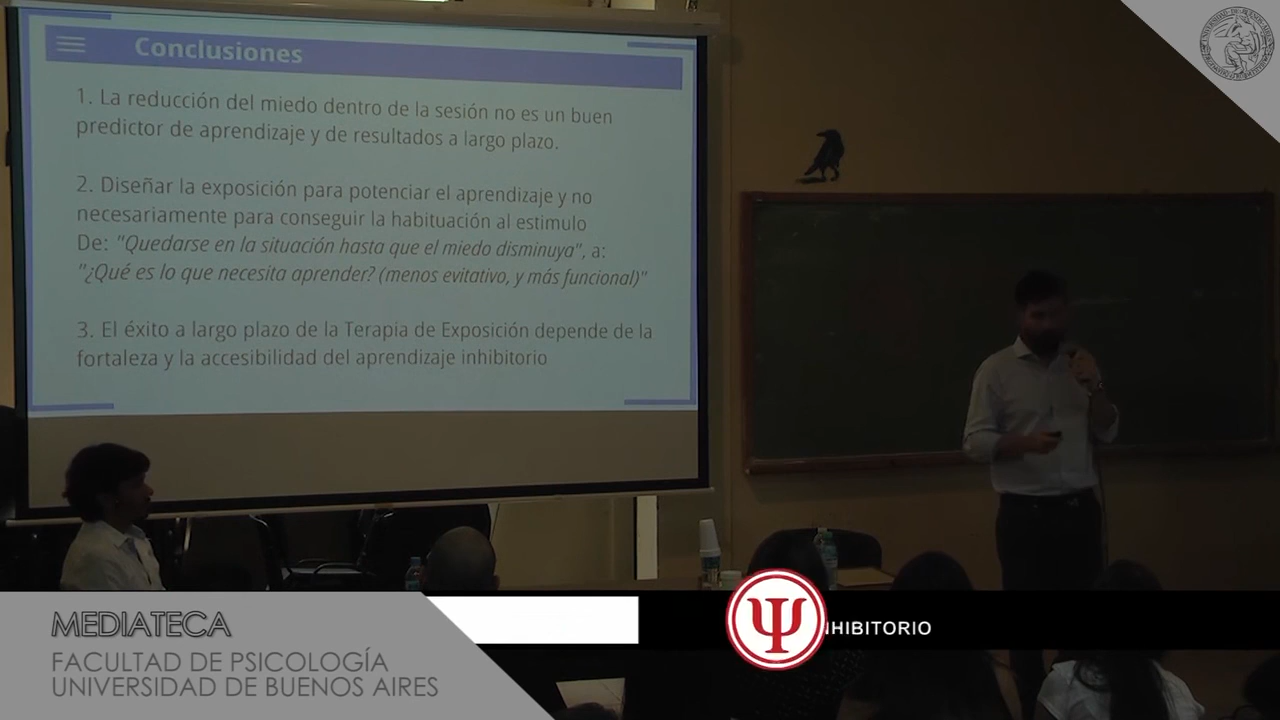 Conclusiones
1. La reducción del miedo dentro de la sesión no es un buen
predictor de aprendizaje y de resultados a largo plazo.
2. Diseñar la exposición para potenciar el aprendizaje y no
necesariamente para conseguir la habituación al estimulo
De: "Quedarse en la situación hasta que el miedo disminuya", a:
"¿Qué es lo que necesita aprender? (menos evitativo, y más funcional)"
3. El éxito a largo plazo de la Terapia de Exposición depende de la
fortaleza y la accesibilidad del aprendizaje inhibitorio
MEDIATECA
FACULTAD DE PSICOLOGÍA
UNIVERSIDAD DE BUENOS AIRES
Ψ
NHIBITORIO